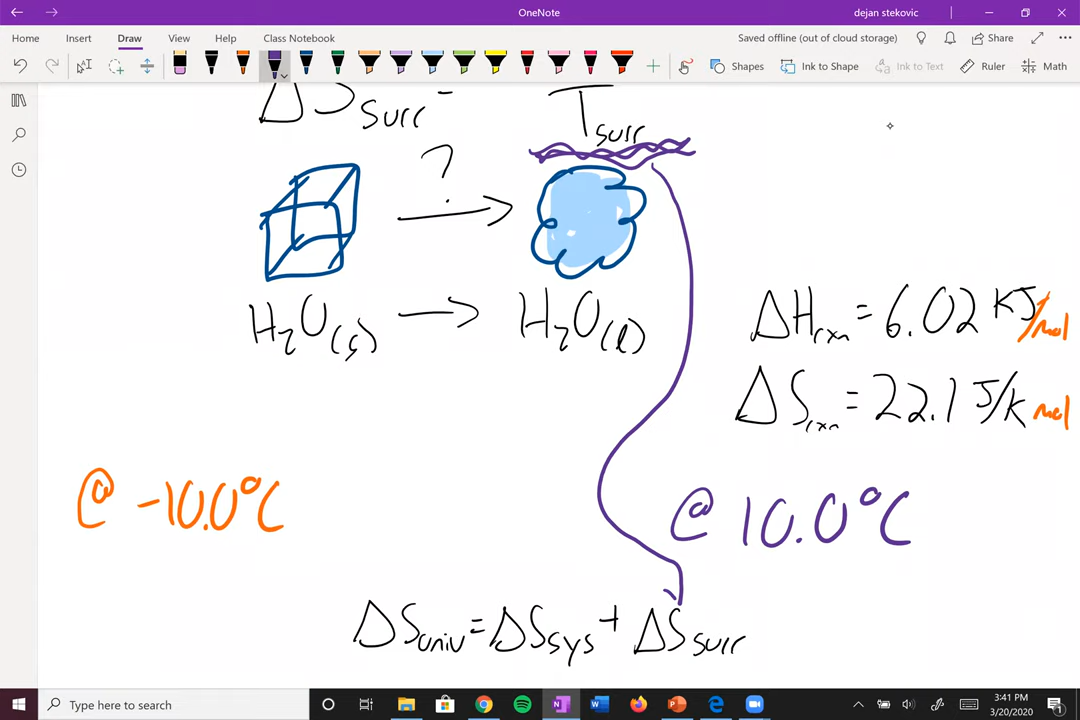 OneNote
dejan stekovic
Home Insert Draw View Help Class Notebook
Saved offline (out of cloud storage) Share
Shapes Ink to Shape Ink to Text Ruler Math
ΔSsurr = Tsurr
?
H₂O(s) → H₂O(l)
ΔHrxn = 6.02 KJ/mol
ΔSrxn = 22.1 J/K mol
@ -10.0°C
@ 10.0°C
ΔSuniv = ΔSsys + ΔSsurr
Type here to search
3:41 PM
3/20/2020
1